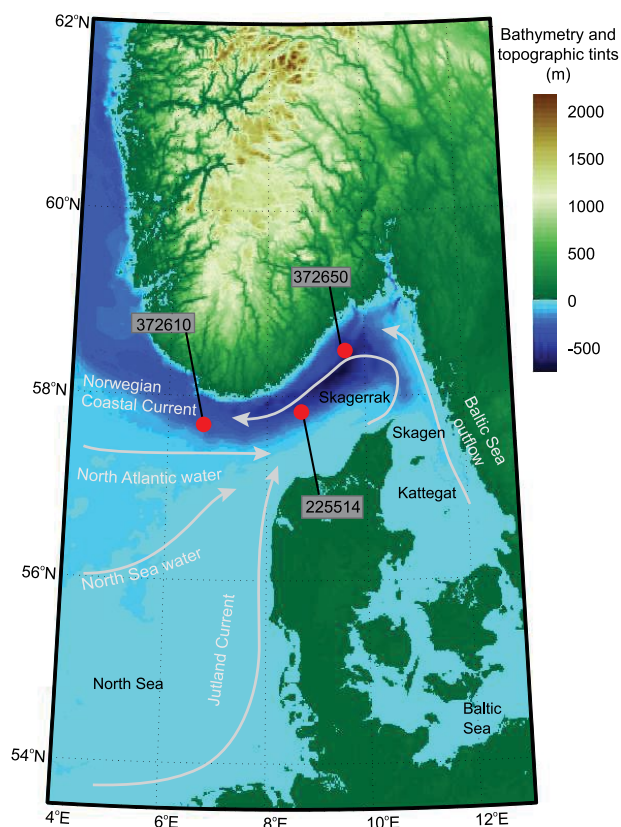 62°N
Bathymetry and
topographic tints
(m)
2000
1500
1000
500
0
-500
60°N
372650
372610
58°N
Norwegian
Coastal Current
Skagerrak
Skagen
Baltic Sea
outflow
North Atlantic water
Kattegat
225514
56°N
North Sea water
Jutland Current
North Sea
Baltic
Sea
54°N
4°E
6°E
8°E
10°E
12°E